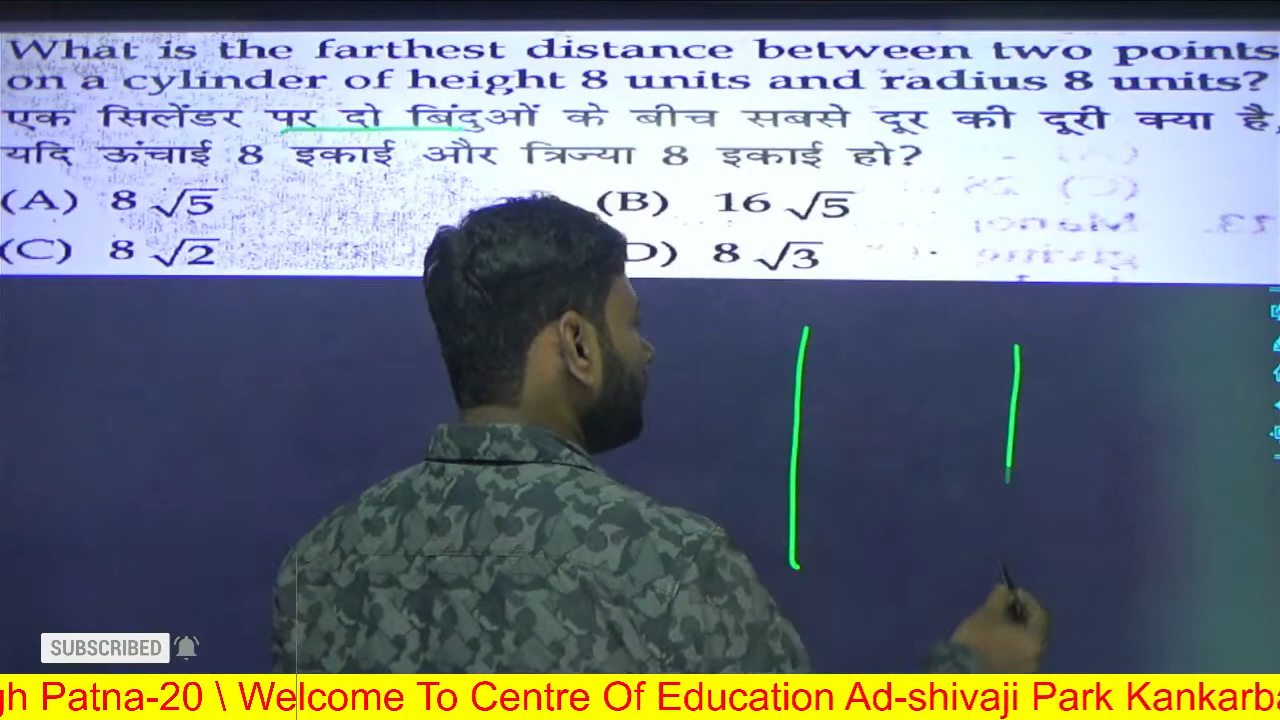 What is the farthest distance between two points
on a cylinder of height 8 units and radius 8 units?
एक सिलेंडर पर दो बिंदुओं के बीच सबसे दूर की दूरी क्या है,
यदि ऊंचाई 8 इकाई और त्रिज्या 8 इकाई हो?
(A) 8 √5 (B) 16 √5
(C) 8 √2 D) 8 √3
SUBSCRIBED
gh Patna-20 \ Welcome To Centre Of Education Ad-shivaji Park Kankarba